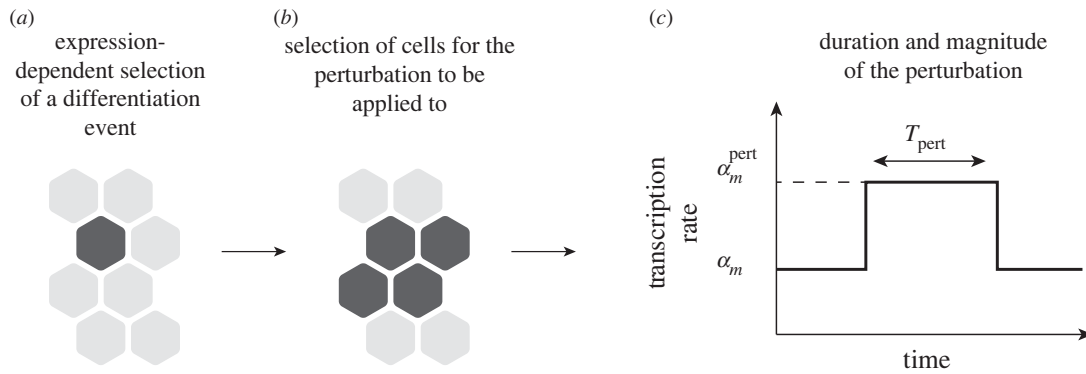 (a)
expression-
dependent selection
of a differentiation
event
(b)
selection of cells for the
perturbation to be
applied to
(c)
duration and magnitude
of the perturbation
T_pert
α_m^pert
α_m
transcription
rate
time